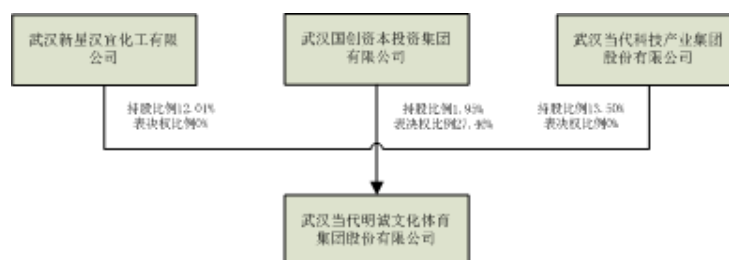 武汉新星汉宜化工有限
公司
武汉国创资本投资集团
有限公司
武汉当代科技产业集团
股份有限公司
持股比例12.01%
表决权比例0%
持股比例1.95%
表决权比例27.46%
持股比例13.50%
表决权比例0%
武汉当代明诚文化体育
集团股份有限公司